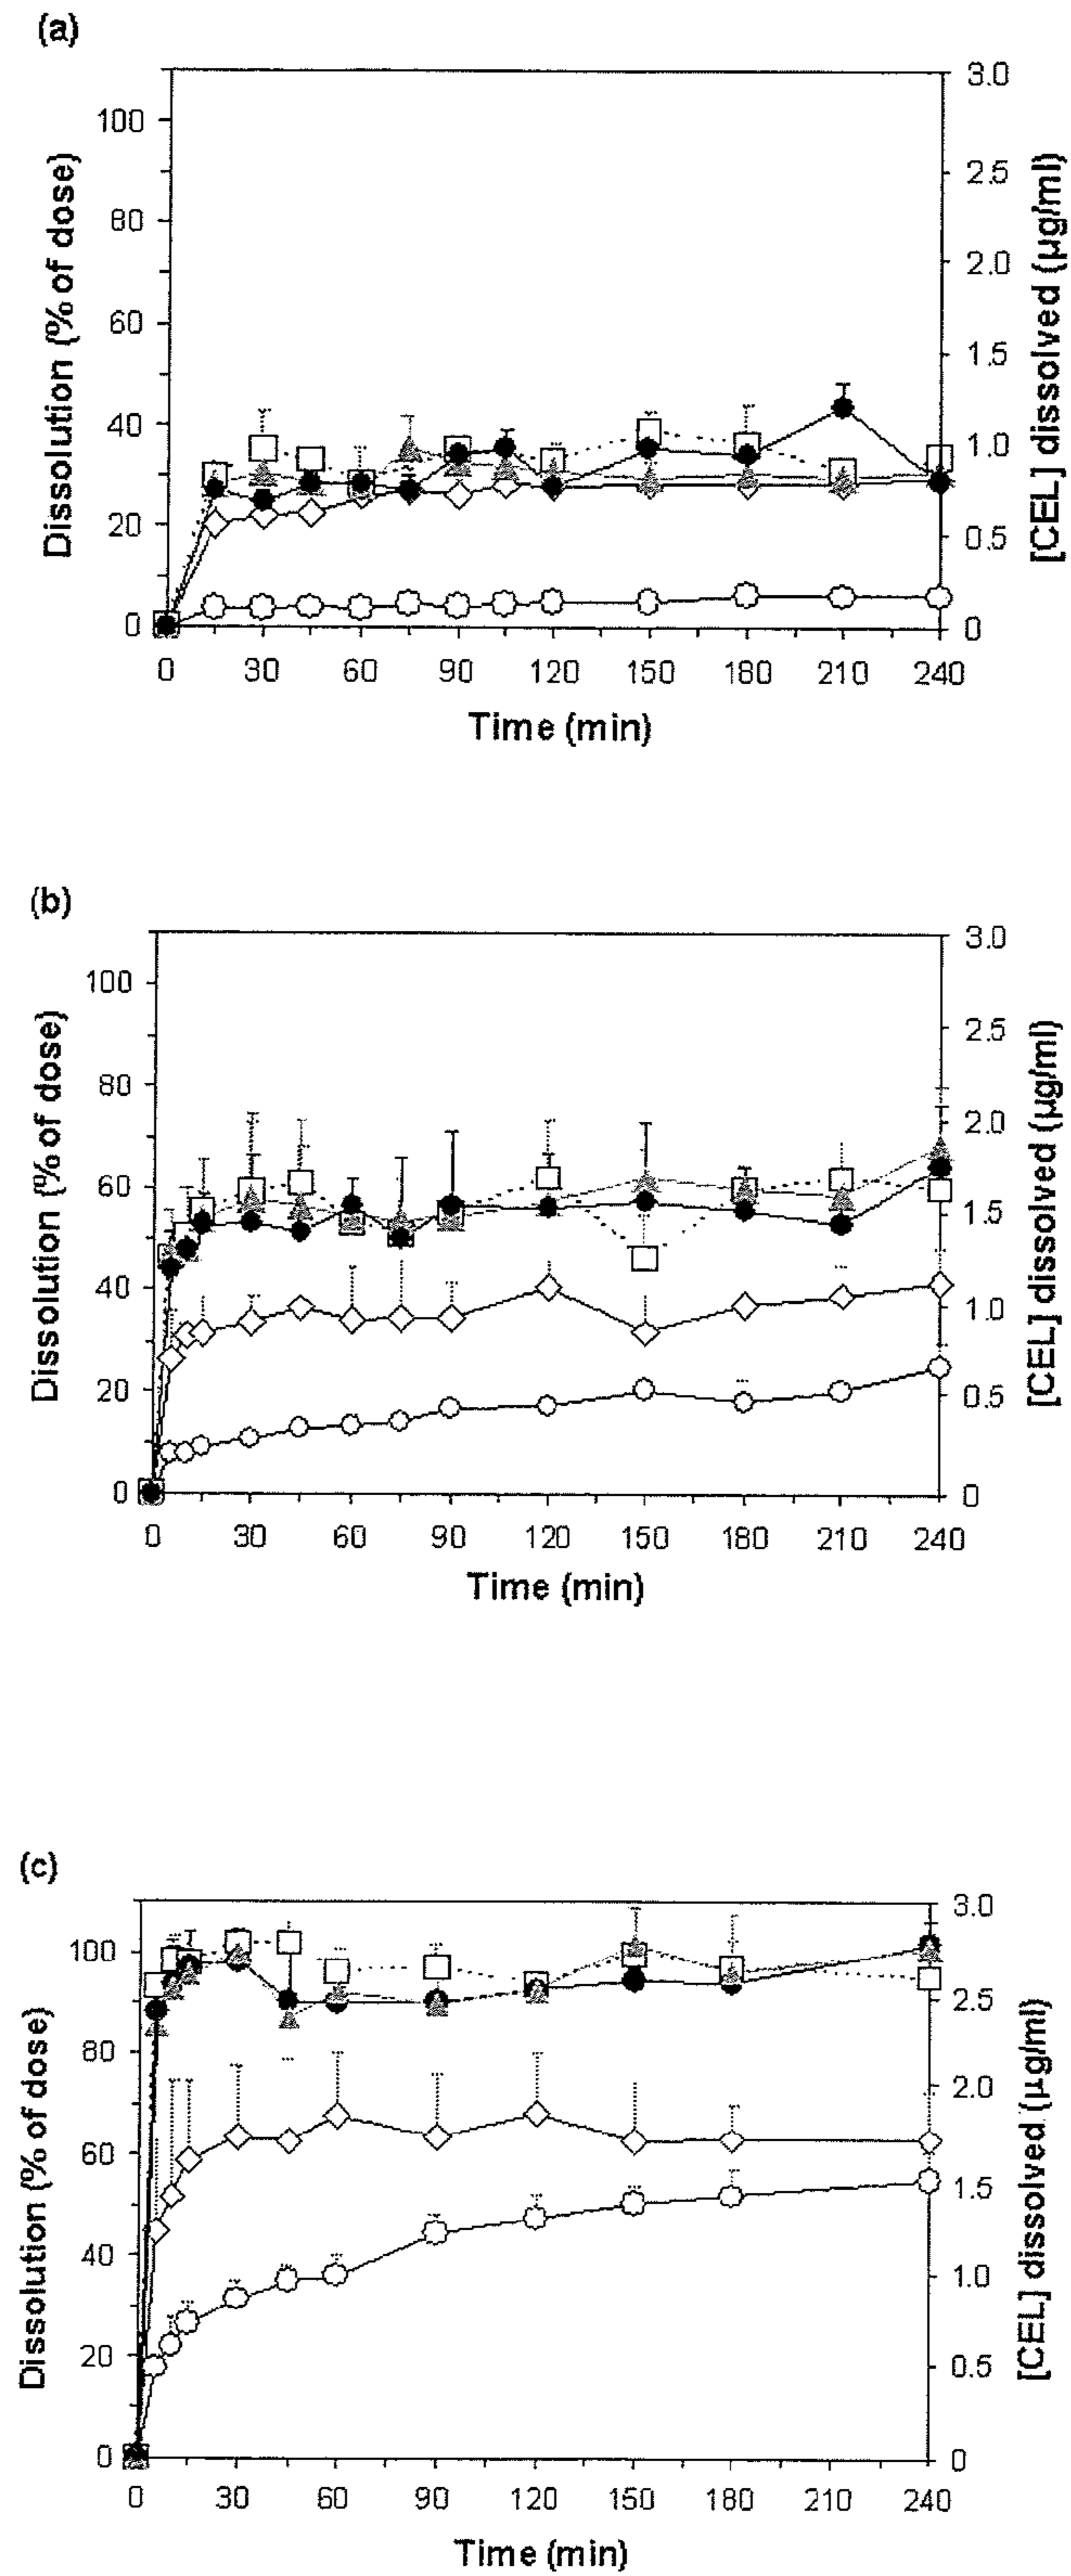 (a)
Dissolution (% of dose)
100
80
60
40
20
0
3.0
2.5
2.0
1.5
1.0
0.5
0
[CEL] dissolved (µg/ml)
0 30 60 90 120 150 180 210 240
Time (min)
(b)
Dissolution (% of dose)
100
80
60
40
20
0
3.0
2.5
2.0
1.5
1.0
0.5
0
[CEL] dissolved (µg/ml)
0 30 60 90 120 150 180 210 240
Time (min)
(c)
Dissolution (% of dose)
100
80
60
40
20
0
3.0
2.5
2.0
1.5
1.0
0.5
0
[CEL] dissolved (µg/ml)
0 30 60 90 120 150 180 210 240
Time (min)